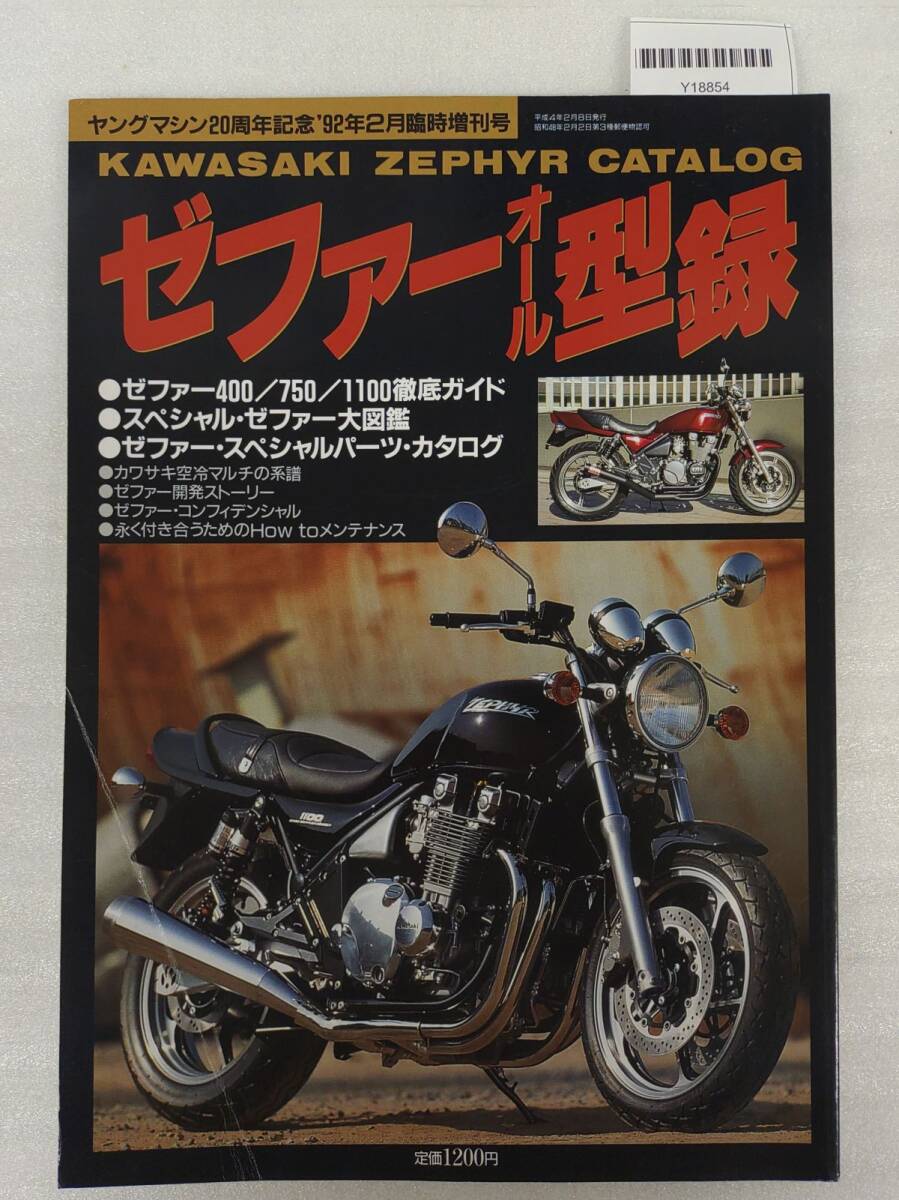 Y18854
ヤングマシン20周年記念'92年2月臨時増刊号
平成4年2月8日発行
昭和48年2月2日第3種郵便物認可
KAWASAKI ZEPHYR CATALOG
ゼファーオール型録
●ゼファー400／750／1100徹底ガイド
●スペシャル・ゼファー大図鑑
●ゼファー・スペシャルパーツ・カタログ
●カワサキ空冷マルチの系譜
●ゼファー開発ストーリー
●ゼファー・コンフィデンシャル
●永く付き合うためのHow toメンテナンス
ZEPHYR
1100
Kawasaki
定価1200円